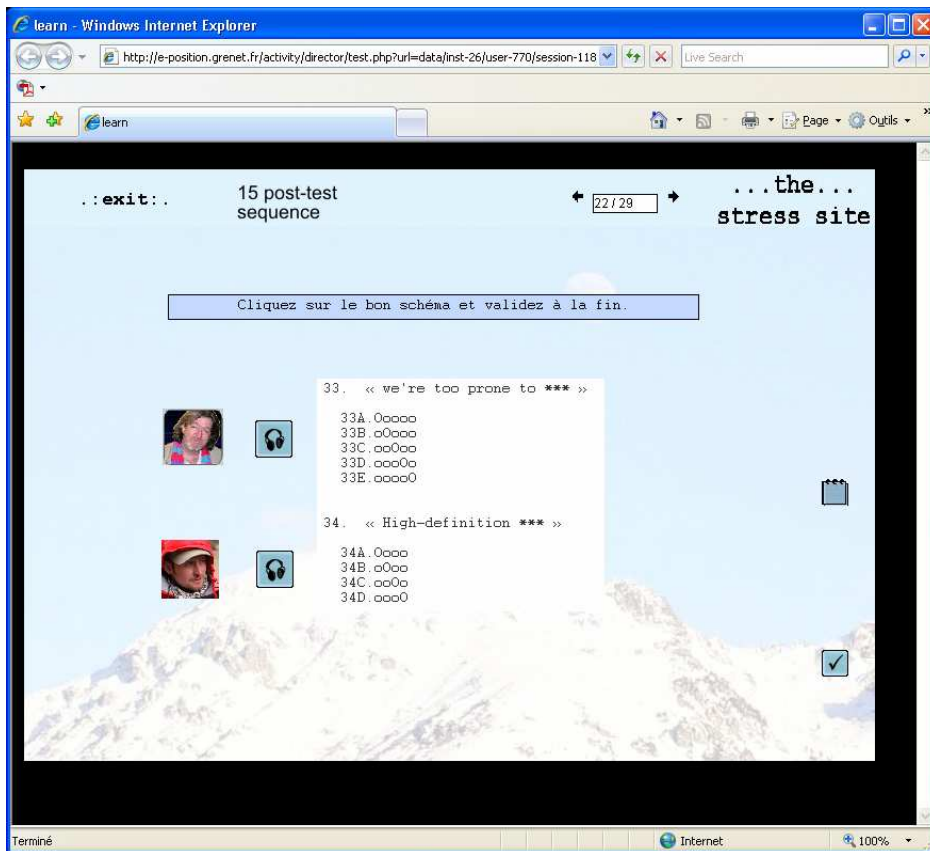 learn - Windows Internet Explorer
http://e-position.grenet.fr/activity/director/test.php?url=data/inst-26/user-770/session-118
Live Search
learn
Page
Outils
.:exit:.
15 post-test
sequence
22 / 29
...the...
stress site
Cliquez sur le bon schéma et validez à la fin.
33. « we're too prone to *** »
33A.Ooooo
33B.oOooo
33C.ooOoo
33D.oooOo
33E.ooooO
34. « High-definition *** »
34A.Oooo
34B.oOoo
34C.ooOo
34D.oooO
Terminé
Internet
100%